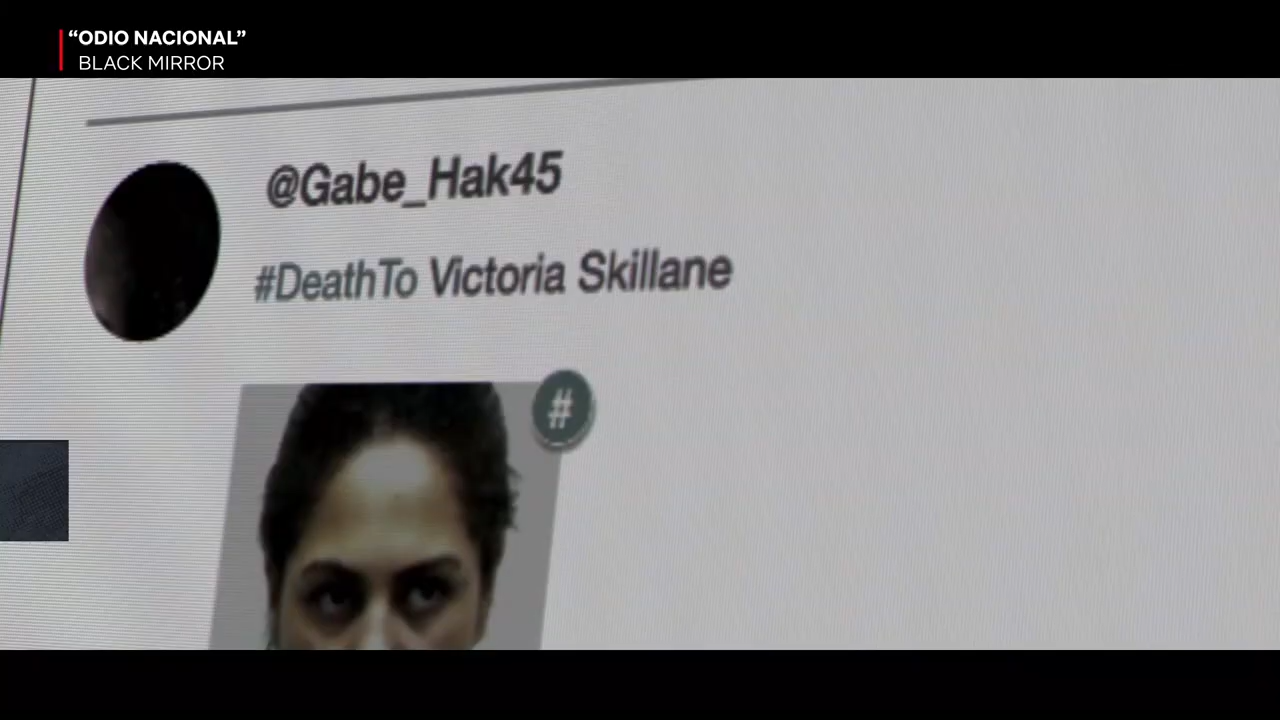 “ODIO NACIONAL”
BLACK MIRROR
@Gabe_Hak45
#DeathTo Victoria Skillane
#